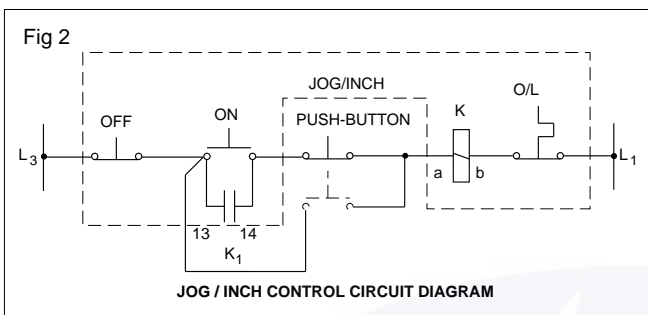 Fig 2
JOG/INCH
O/L
OFF
ON
PUSH-BUTTON
K
L3
L1
a
b
13
14
K1
JOG / INCH CONTROL CIRCUIT DIAGRAM